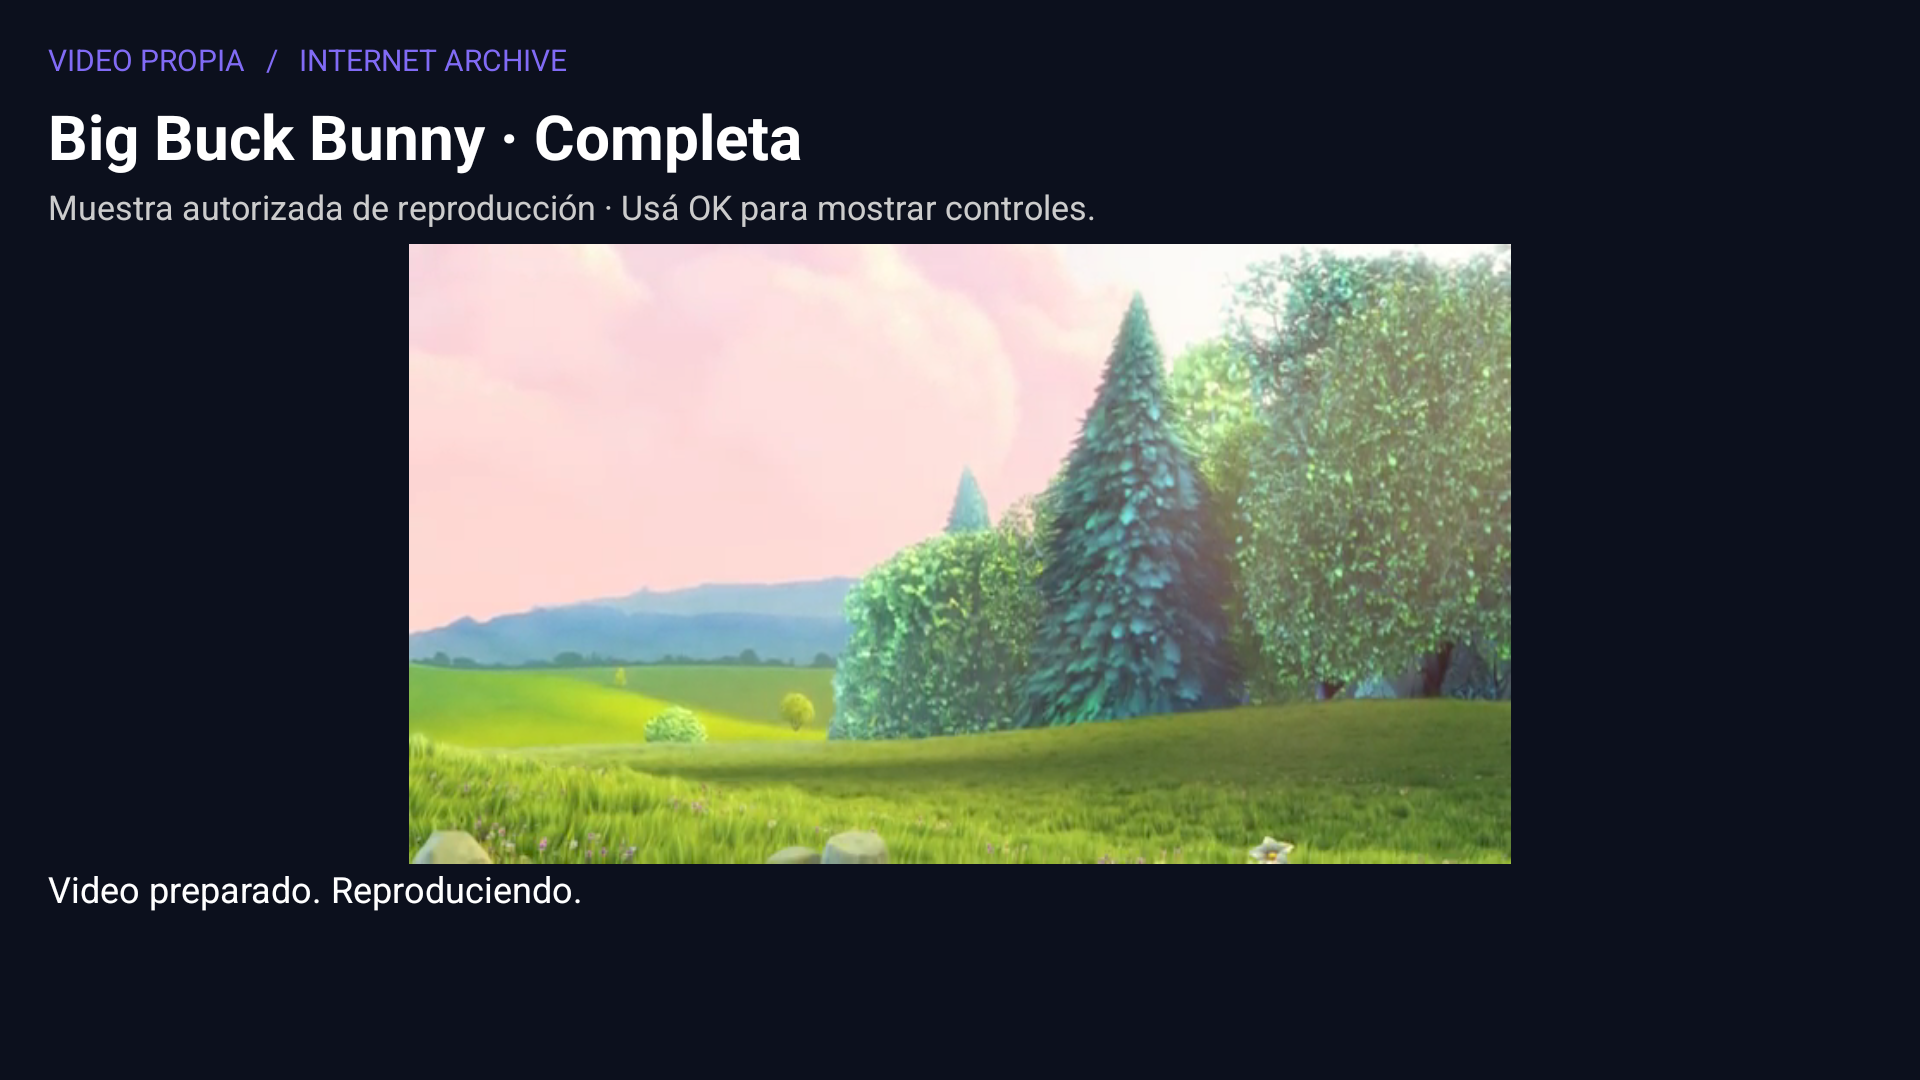 VIDEO PROPIA / INTERNET ARCHIVE
Big Buck Bunny · Completa
Muestra autorizada de reproducción · Usá OK para mostrar controles.
Video preparado. Reproduciendo.